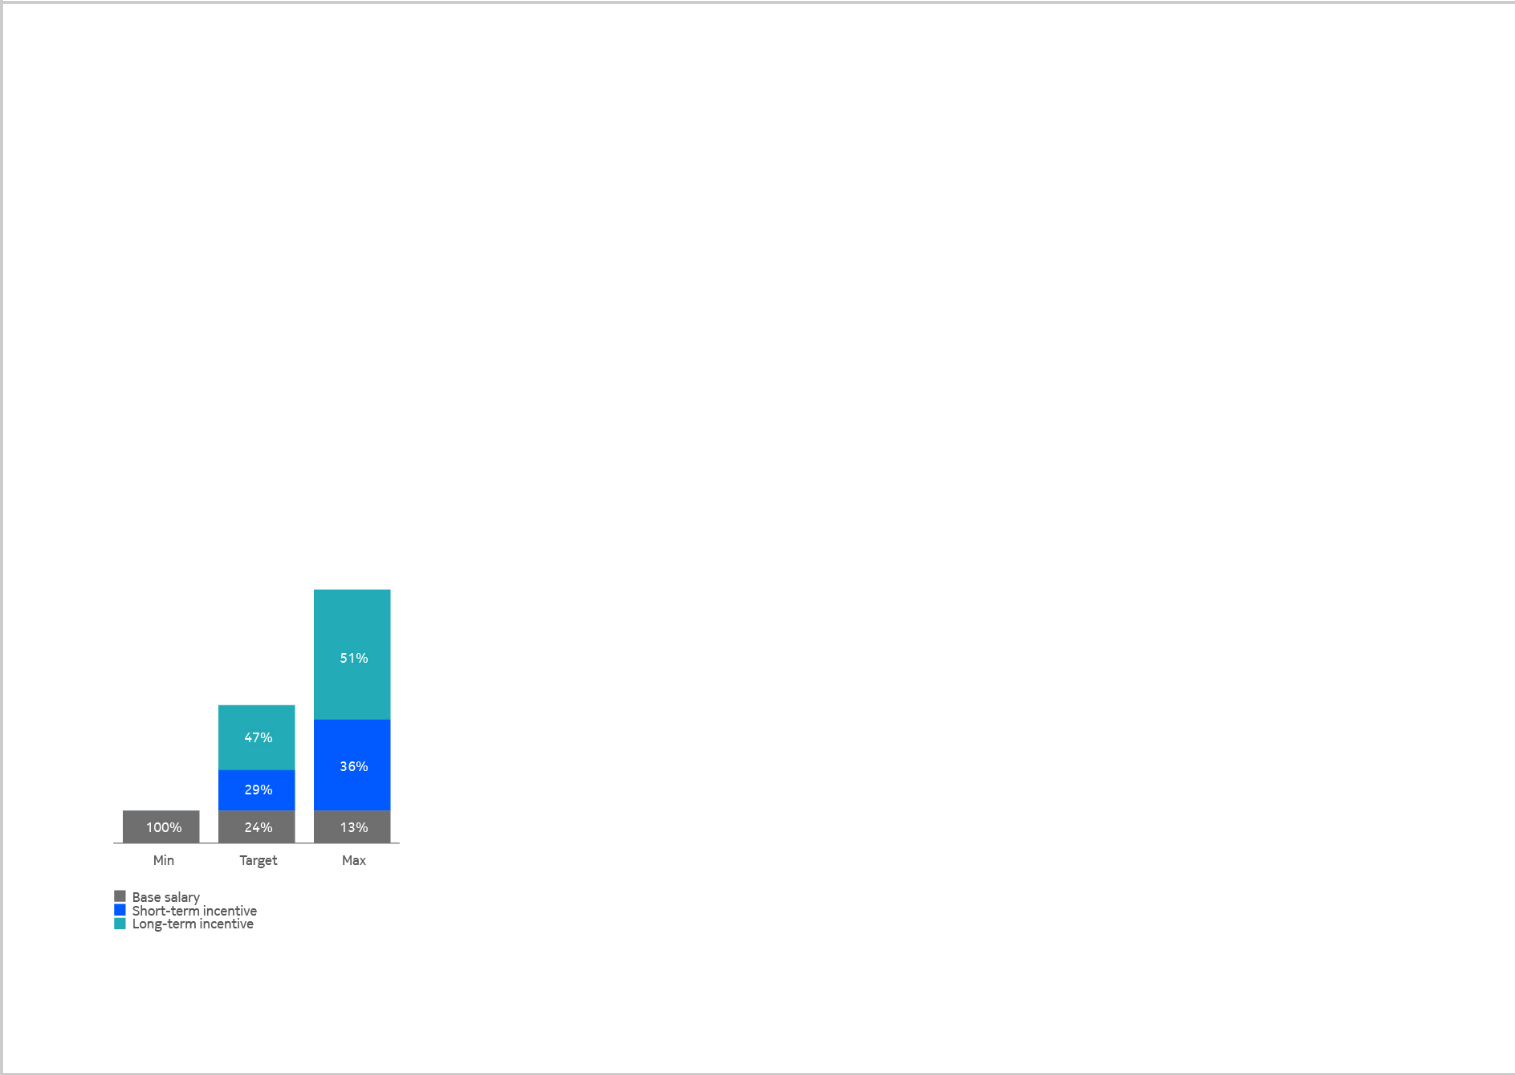 51%
47%
36%
29%
100%
24%
13%
Min
Target
Max
Base salary
Short-term incentive
Long-term incentive